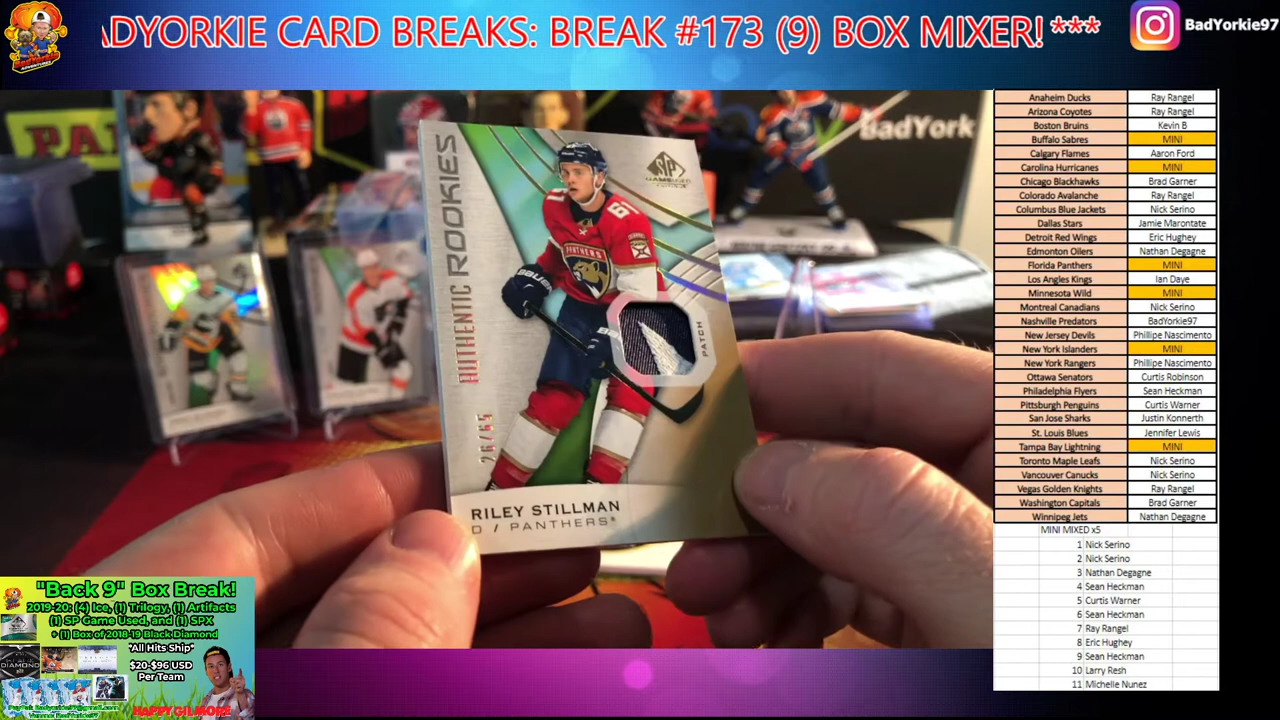 ADYORKIE CARD BREAKS: BREAK #173 (9) BOX MIXER! ***
BadYorkie97
BadYork
AUTHENTIC ROOKIES
SP
GAME USED
61
PANTHERS
BAUER
PATCH
26/65
RILEY STILLMAN
D / PANTHERS
Anaheim Ducks Ray Rangel
Arizona Coyotes Ray Rangel
Boston Bruins Kevin B
Buffalo Sabres MINI
Calgary Flames Aaron Ford
Carolina Hurricanes MINI
Chicago Blackhawks Brad Garner
Colorado Avalanche Ray Rangel
Columbus Blue Jackets Nick Serino
Dallas Stars Jamie Marontate
Detroit Red Wings Eric Hughey
Edmonton Oilers Nathan Degagne
Florida Panthers MINI
Los Angeles Kings Ian Daye
Minnesota Wild MINI
Montreal Canadians Nick Serino
Nashville Predators BadYorkie97
New Jersey Devils Phillipe Nascimento
New York Islanders MINI
New York Rangers Phillipe Nascimento
Ottawa Senators Curtis Robinson
Philadelphia Flyers Sean Heckman
Pittsburgh Penguins Curtis Warner
San Jose Sharks Justin Konnerth
St. Louis Blues Jennifer Lewis
Tampa Bay Lightning MINI
Toronto Maple Leafs Nick Serino
Vancouver Canucks Nick Serino
Vegas Golden Knights Ray Rangel
Washington Capitals Brad Garner
Winnipeg Jets Nathan Degagne
MINI MIXED x5
1 Nick Serino
2 Nick Serino
3 Nathan Degagne
4 Sean Heckman
5 Curtis Warner
6 Sean Heckman
7 Ray Rangel
8 Eric Hughey
9 Sean Heckman
10 Larry Resh
11 Michelle Nunez
"Back 9" Box Break!
2019-20: (4) Ice, (1) Trilogy, (1) Artifacts
(1) SP Game Used, and (1) SPX
+ (1) Box of 2018-19 Black Diamond
*All Hits Ship*
$20-$96 USD
Per Team
DIAMOND
HAPPY GILMORE